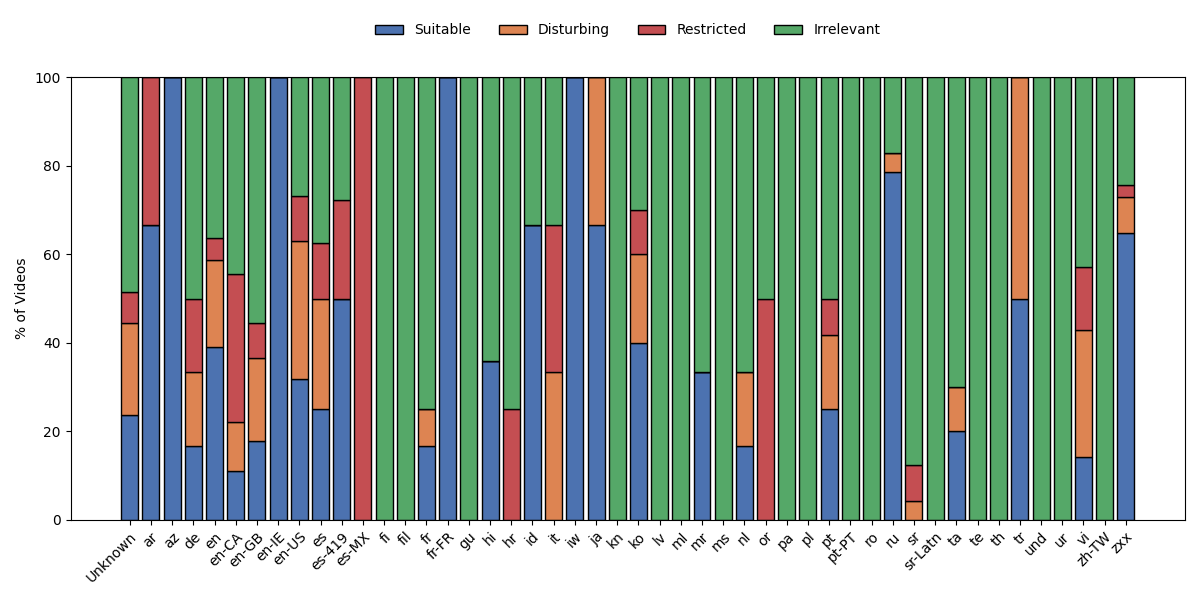 Suitable Disturbing Restricted Irrelevant
100
80
60
40
20
0
% of Videos
Unknown ar az de en en-CA en-GB en-IE en-US es es-419 es-MX fi fil fr fr-FR gu hi hr id it iw ja kn ko lv ml mr ms nl or pa pl pt pt-PT ro ru sr sr-Latn ta te th tr und ur vi zh-TW zxx